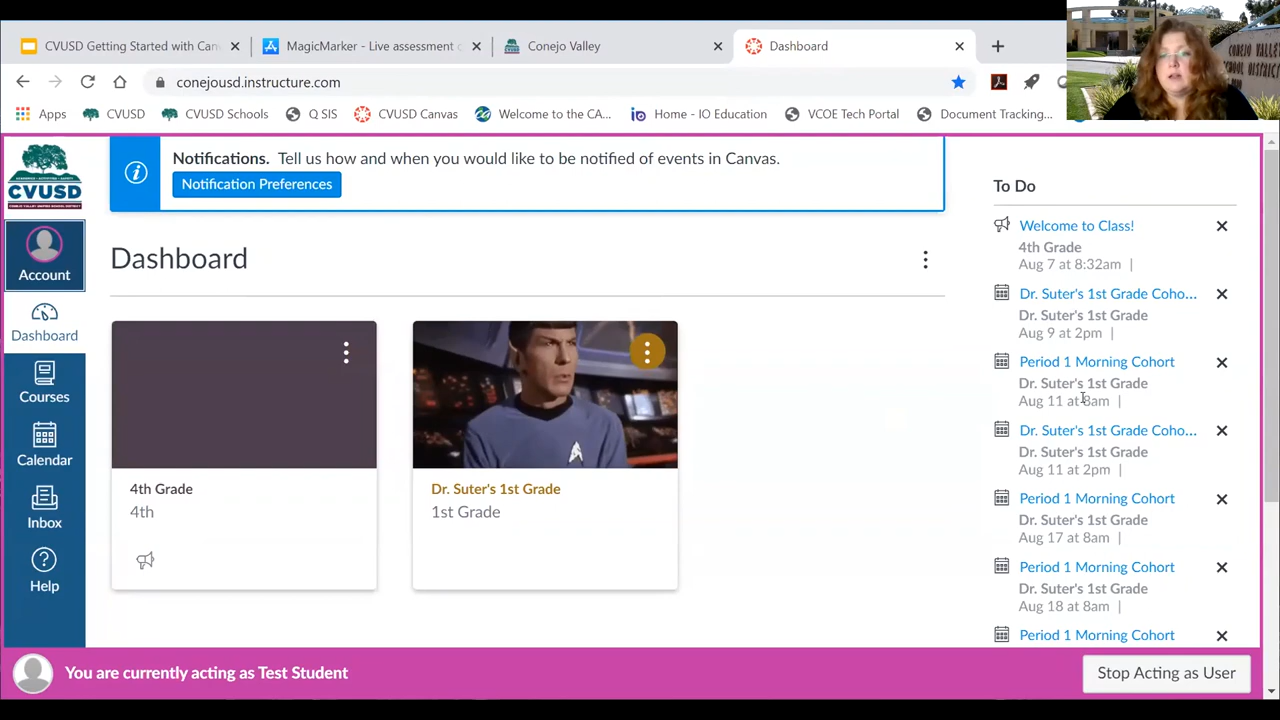 CVUSD Getting Started with Can
MagicMarker - Live assessment
Conejo Valley
Dashboard
conejousd.instructure.com
Apps
CVUSD
CVUSD Schools
Q SIS
CVUSD Canvas
Welcome to the CA...
Home - IO Education
VCOE Tech Portal
Document Tracking...
CONEJO VALLEY
SCHOOL DISTRICT
CVUSD
Notifications. Tell us how and when you would like to be notified of events in Canvas.
Notification Preferences
Account
Dashboard
Courses
Calendar
Inbox
Help
Dashboard
4th Grade
4th
Dr. Suter's 1st Grade
1st Grade
To Do
Welcome to Class!
4th Grade
Aug 7 at 8:32am |
Dr. Suter's 1st Grade Coho...
Dr. Suter's 1st Grade
Aug 9 at 2pm |
Period 1 Morning Cohort
Dr. Suter's 1st Grade
Aug 11 at 8am |
Dr. Suter's 1st Grade Coho...
Dr. Suter's 1st Grade
Aug 11 at 2pm |
Period 1 Morning Cohort
Dr. Suter's 1st Grade
Aug 17 at 8am |
Period 1 Morning Cohort
Dr. Suter's 1st Grade
Aug 18 at 8am |
Period 1 Morning Cohort
You are currently acting as Test Student
Stop Acting as User